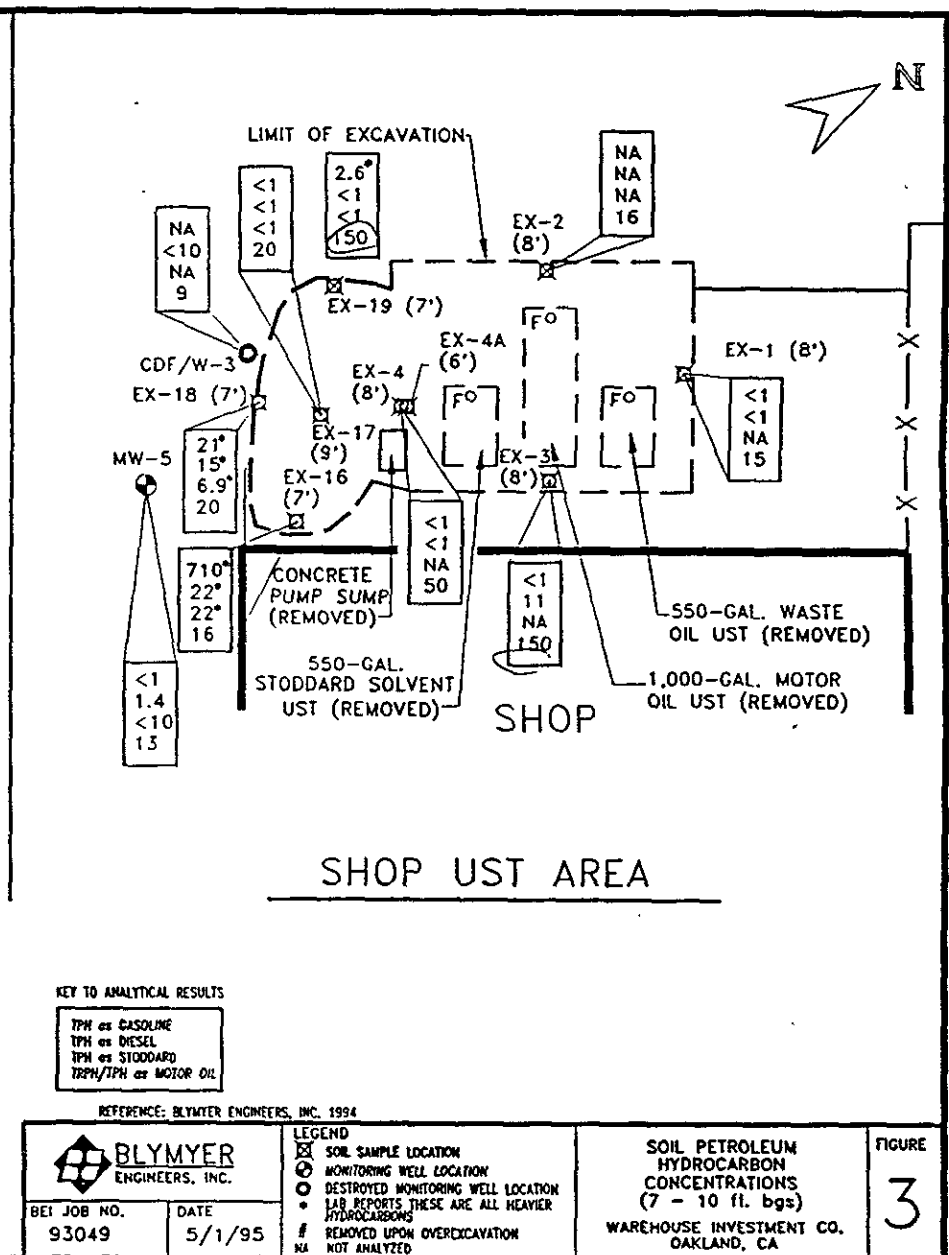 N
LIMIT OF EXCAVATION
NA
NA
NA
16
2.6*
<1
<1
150
<1
<1
<1
20
EX-2
(8')
NA
<10
NA
9
EX-19 (7')
F
EX-4A
(6')
EX-1 (8')
CDF/W-3
EX-4
(8')
F
F
EX-18 (7')
<1
<1
NA
15
EX-17
(9')
21*
15*
6.9*
20
MW-5
EX-3
(8')
EX-16
(7')
<1
<1
NA
50
710*
22*
22*
16
CONCRETE
PUMP SUMP
(REMOVED)
<1
11
NA
150
550-GAL. WASTE
OIL UST (REMOVED)
550-GAL.
STODDARD SOLVENT
UST (REMOVED)
1,000-GAL. MOTOR
OIL UST (REMOVED)
<1
1.4
<10
13
SHOP
SHOP UST AREA
KEY TO ANALYTICAL RESULTS
TPH as GASOLINE
TPH as DIESEL
TPH as STODDARD
TRPH/TPH as MOTOR OIL
REFERENCE: BLYMYER ENGINEERS, INC. 1994
BLYMYER
ENGINEERS, INC.
BEI JOB NO.
93049
DATE
5/1/95
LEGEND
SOIL SAMPLE LOCATION
MONITORING WELL LOCATION
DESTROYED MONITORING WELL LOCATION
* LAB REPORTS THESE ARE ALL HEAVIER
HYDROCARBONS
# REMOVED UPON OVEREXCAVATION
NA NOT ANALYZED
SOIL PETROLEUM
HYDROCARBON
CONCENTRATIONS
(7 - 10 ft. bgs)
WAREHOUSE INVESTMENT CO.
OAKLAND, CA
FIGURE
3